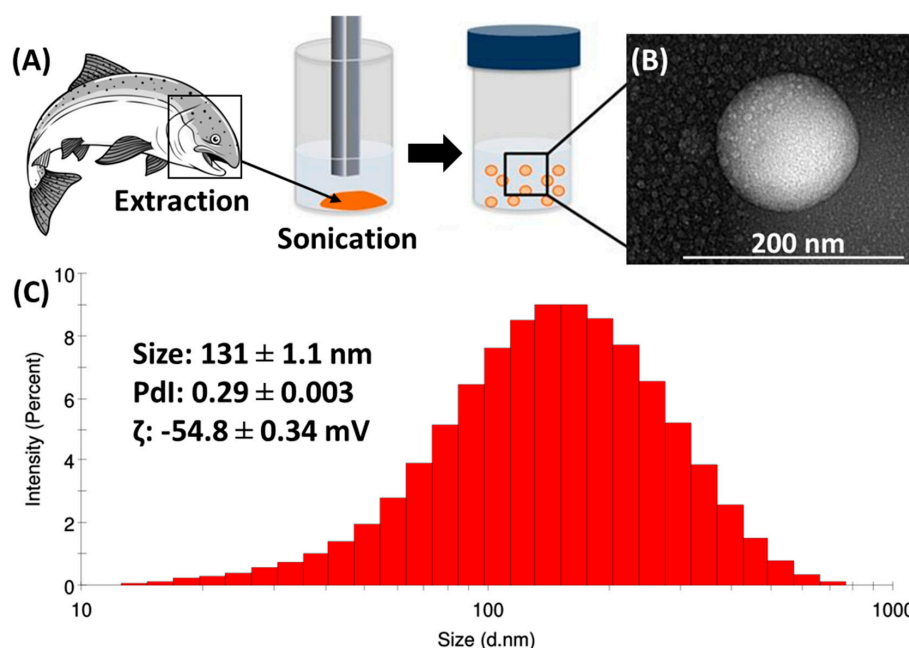 (A)
(B)
Extraction
Sonication
200 nm
(C)
10
8
6
4
2
0
Intensity (Percent)
Size: 131 ± 1.1 nm
PdI: 0.29 ± 0.003
ζ: -54.8 ± 0.34 mV
10
100
1000
Size (d.nm)